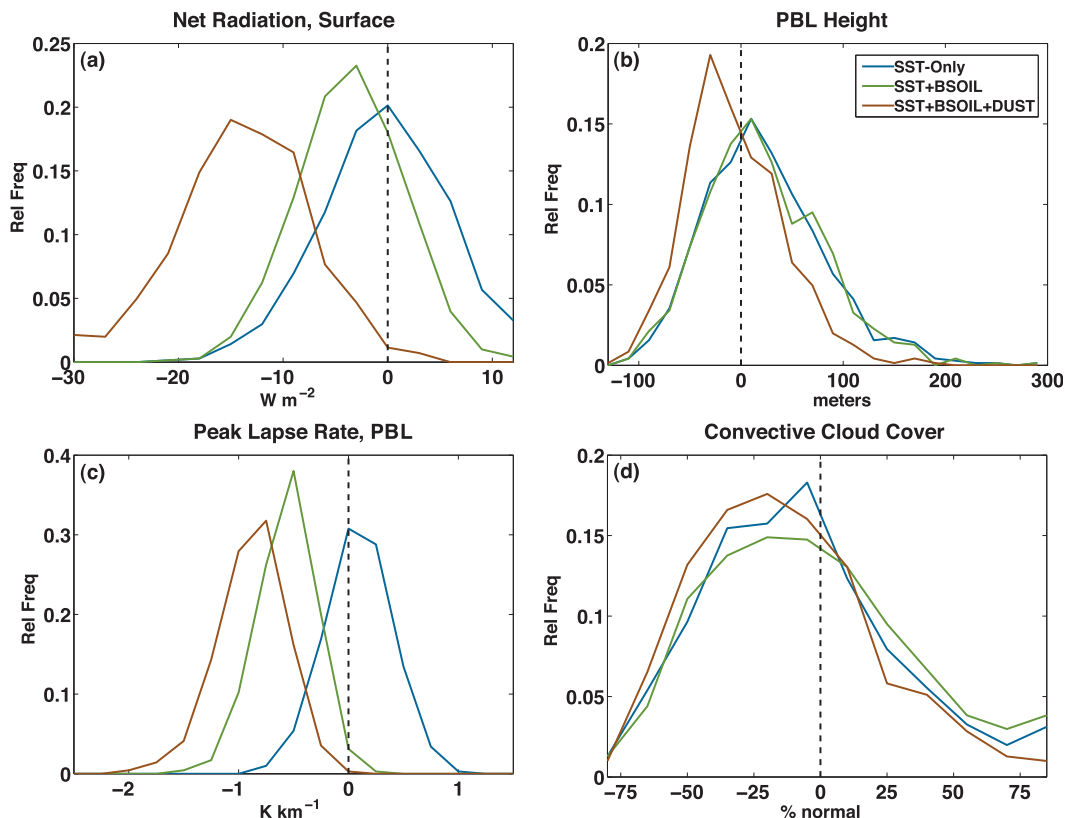 Net Radiation, Surface
(a)
Rel Freq
0.25
0.2
0.15
0.1
0.05
0
−30 −20 −10 0 10
W m−2
PBL Height
(b)
SST-Only
SST+BSOIL
SST+BSOIL+DUST
Rel Freq
0.2
0.15
0.1
0.05
0
−100 0 100 200 300
meters
Peak Lapse Rate, PBL
(c)
Rel Freq
0.4
0.3
0.2
0.1
0
−2 −1 0 1
K km−1
Convective Cloud Cover
(d)
Rel Freq
0.2
0.15
0.1
0.05
0
−75 −50 −25 0 25 50 75
% normal